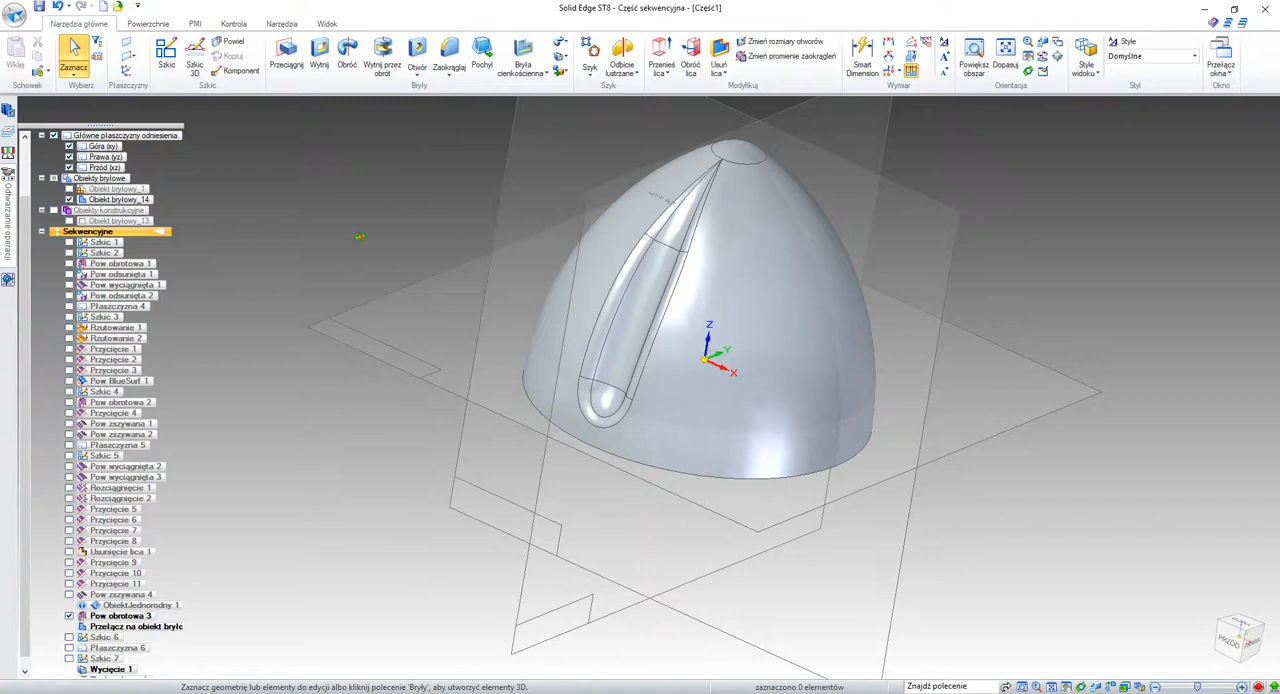 Solid Edge ST8 - Część sekwencyjna - [Część1]
Narzędzia główne Powierzchnie PMI Kontrola Narzędzia Widok
Wklej Zaznacz Szkic Szkic 3D Powiel Kopiuj Komponent Przeciągnij Wytnij Obróć Wytnij przez obrót Otwór Zaokrąglaj Pochyl Bryła cienkościenna Szyk Odbicie lustrzane Przenieś lica Obróć lica Usuń lica Zmień rozmiary otworów Zmień promienie zaokrągleń Smart Dimension Powiększ obszar Dopasuj Style widoku Style Domyślne Przełącz okna
Schowek Wybierz Płaszczyzny Szkic Bryły Szyk Modyfikuj Wymiar Orientacja Styl Okno
Odtwarzanie operacji
Główne płaszczyzny odniesienia
Góra (xy)
Prawa (yz)
Przód (xz)
Obiekty bryłowe
Obiekt bryłowy_1
Obiekt bryłowy_14
Obiekty konstrukcyjne
Obiekt bryłowy_13
Sekwencyjne
Szkic 1
Szkic 2
Pow obrotowa 1
Pow odsunięta 1
Pow wyciągnięta 1
Pow odsunięta 2
Płaszczyzna 4
Szkic 3
Rzutowanie 1
Rzutowanie 2
Przycięcie 1
Przycięcie 2
Przycięcie 3
Pow BlueSurf 1
Szkic 4
Pow obrotowa 2
Przycięcie 4
Pow zszywana 1
Pow zszywana 2
Płaszczyzna 5
Szkic 5
Pow wyciągnięta 2
Pow wyciągnięta 3
Rozciągnięcie 1
Rozciągnięcie 2
Przycięcie 5
Przycięcie 6
Przycięcie 7
Przycięcie 8
Usunięcie lica 1
Przycięcie 9
Przycięcie 10
Przycięcie 11
Pow zszywana 4
ObiektJednorodny 1
Pow obrotowa 3
Przełącz na obiekt bryłc
Szkic 6
Płaszczyzna 6
Szkic 7
Wycięcie 1
Z
Y
X
PRZÓD
Zaznacz geometrię lub elementy do edycji albo kliknij polecenie 'Bryły', aby utworzyć elementy 3D. zaznaczono 0 elementów Znajdź polecenie